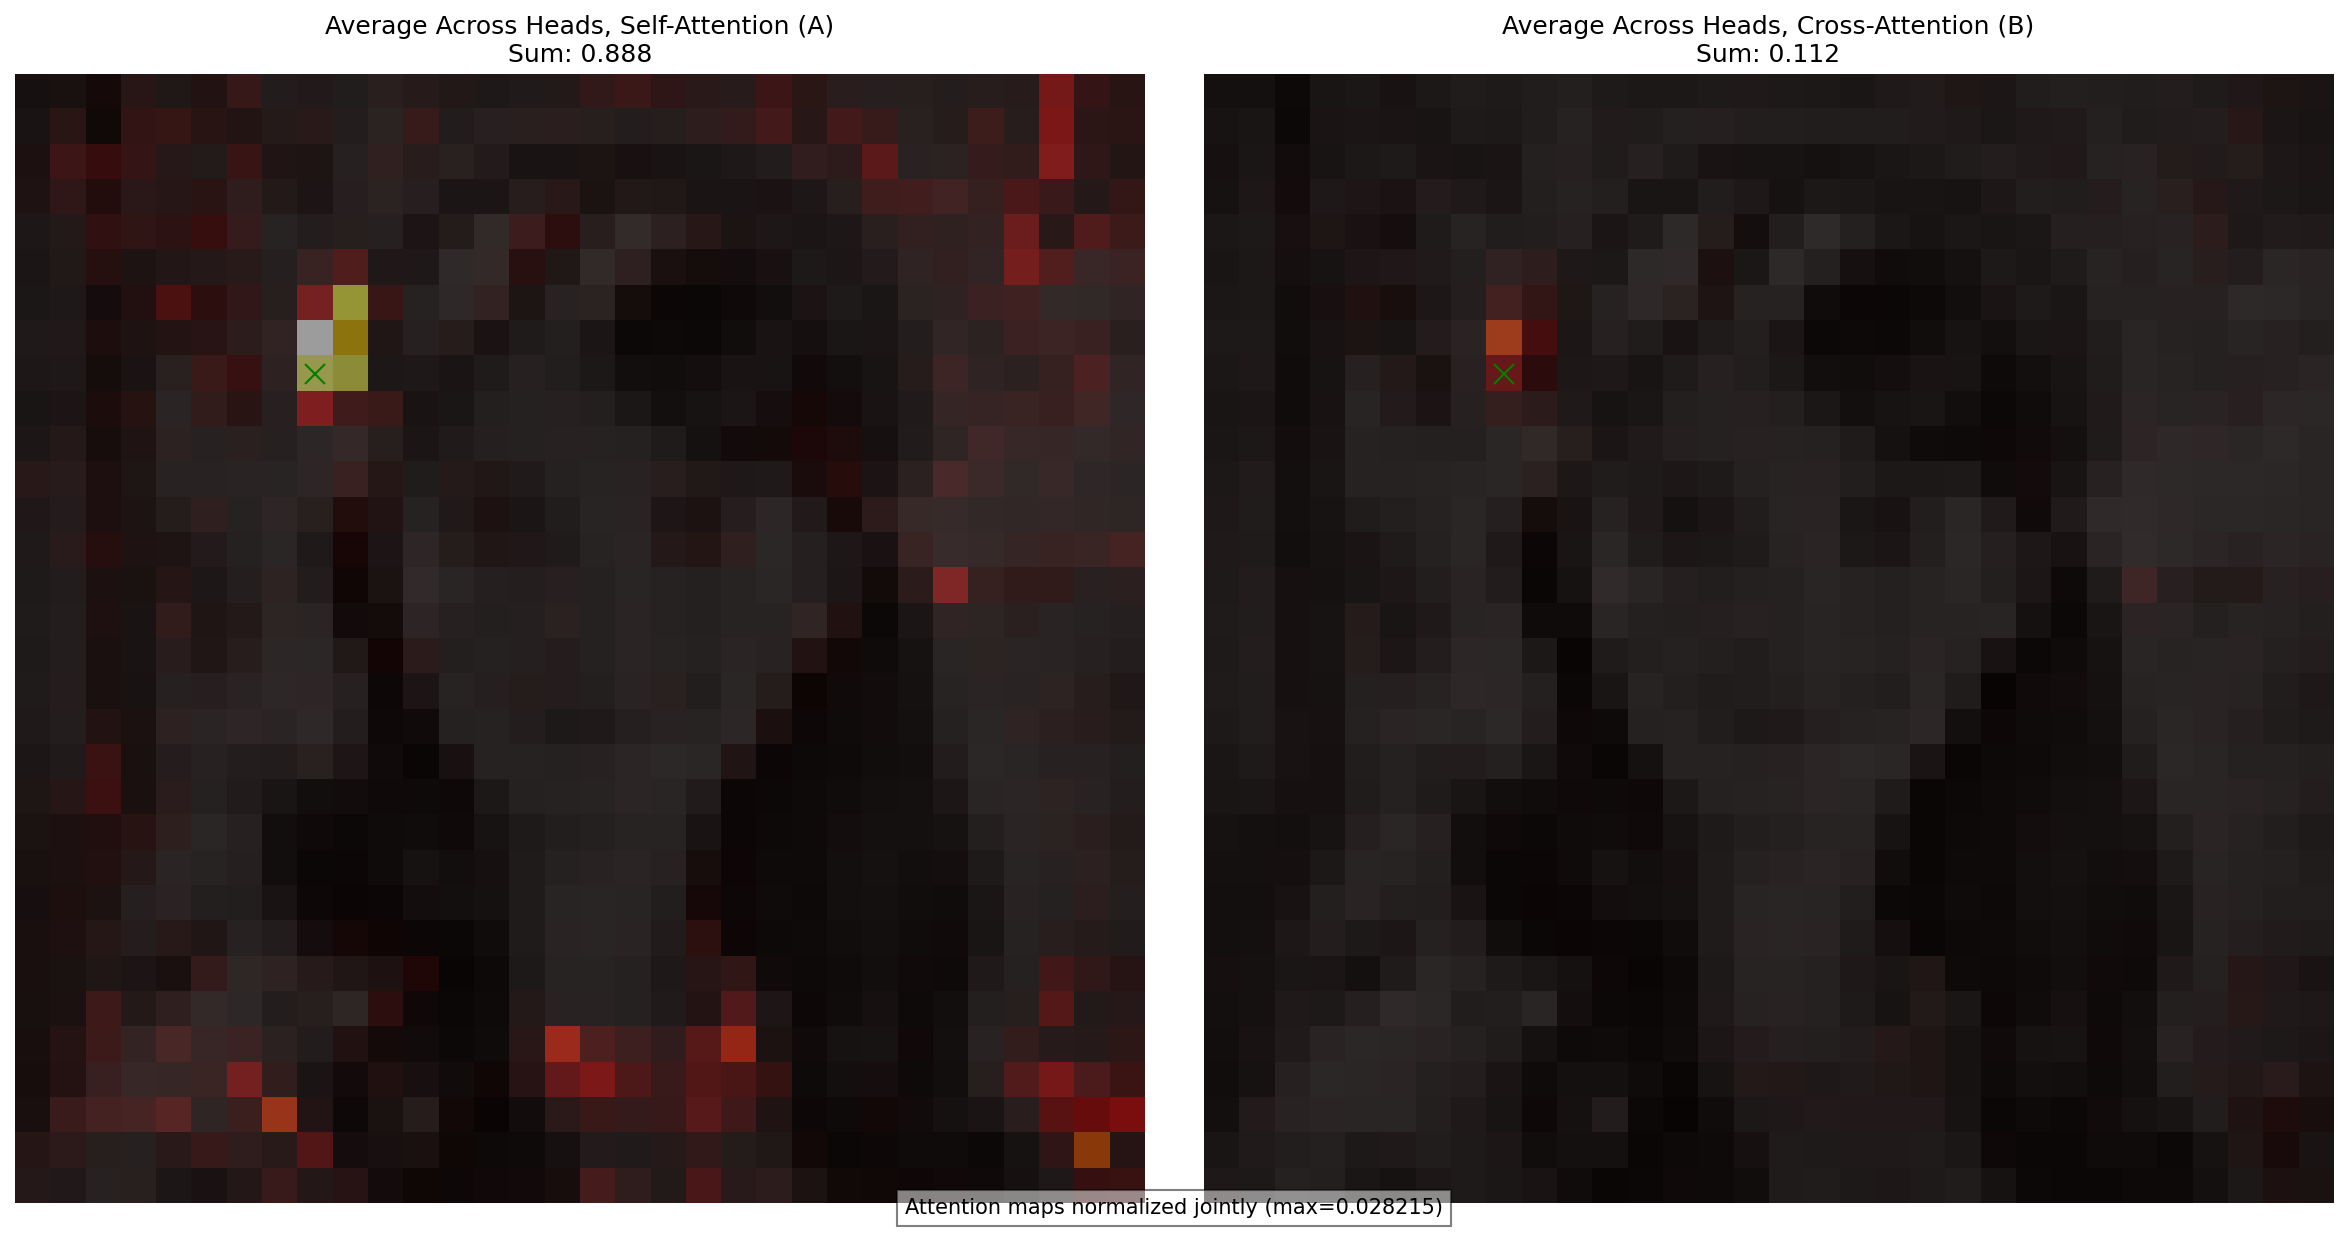 Average Across Heads, Self-Attention (A)
Sum: 0.888
Average Across Heads, Cross-Attention (B)
Sum: 0.112
Attention maps normalized jointly (max=0.028215)